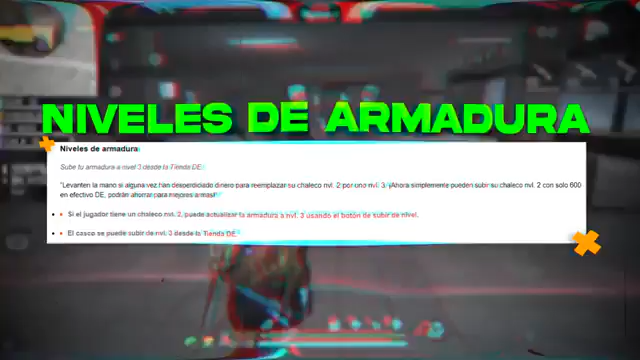 NIVELES DE ARMADURA
Niveles de armadura:
Sube tu armadura a nivel 3 desde la Tienda DE.
"Levanten la mano si alguna vez han desperdiciado dinero para reemplazar su chaleco nvl. 2 por uno nvl. 3. ¡Ahora simplemente pueden subir su chaleco nvl. 2 con solo 600
en efectivo DE, podrán ahorrar para mejores armas!"
Si el jugador tiene un chaleco nvl. 2, puede actualizar la armadura a nvl. 3 usando el botón de subir de nivel.
El casco se puede subir de nvl. 3 desde la Tienda DE.